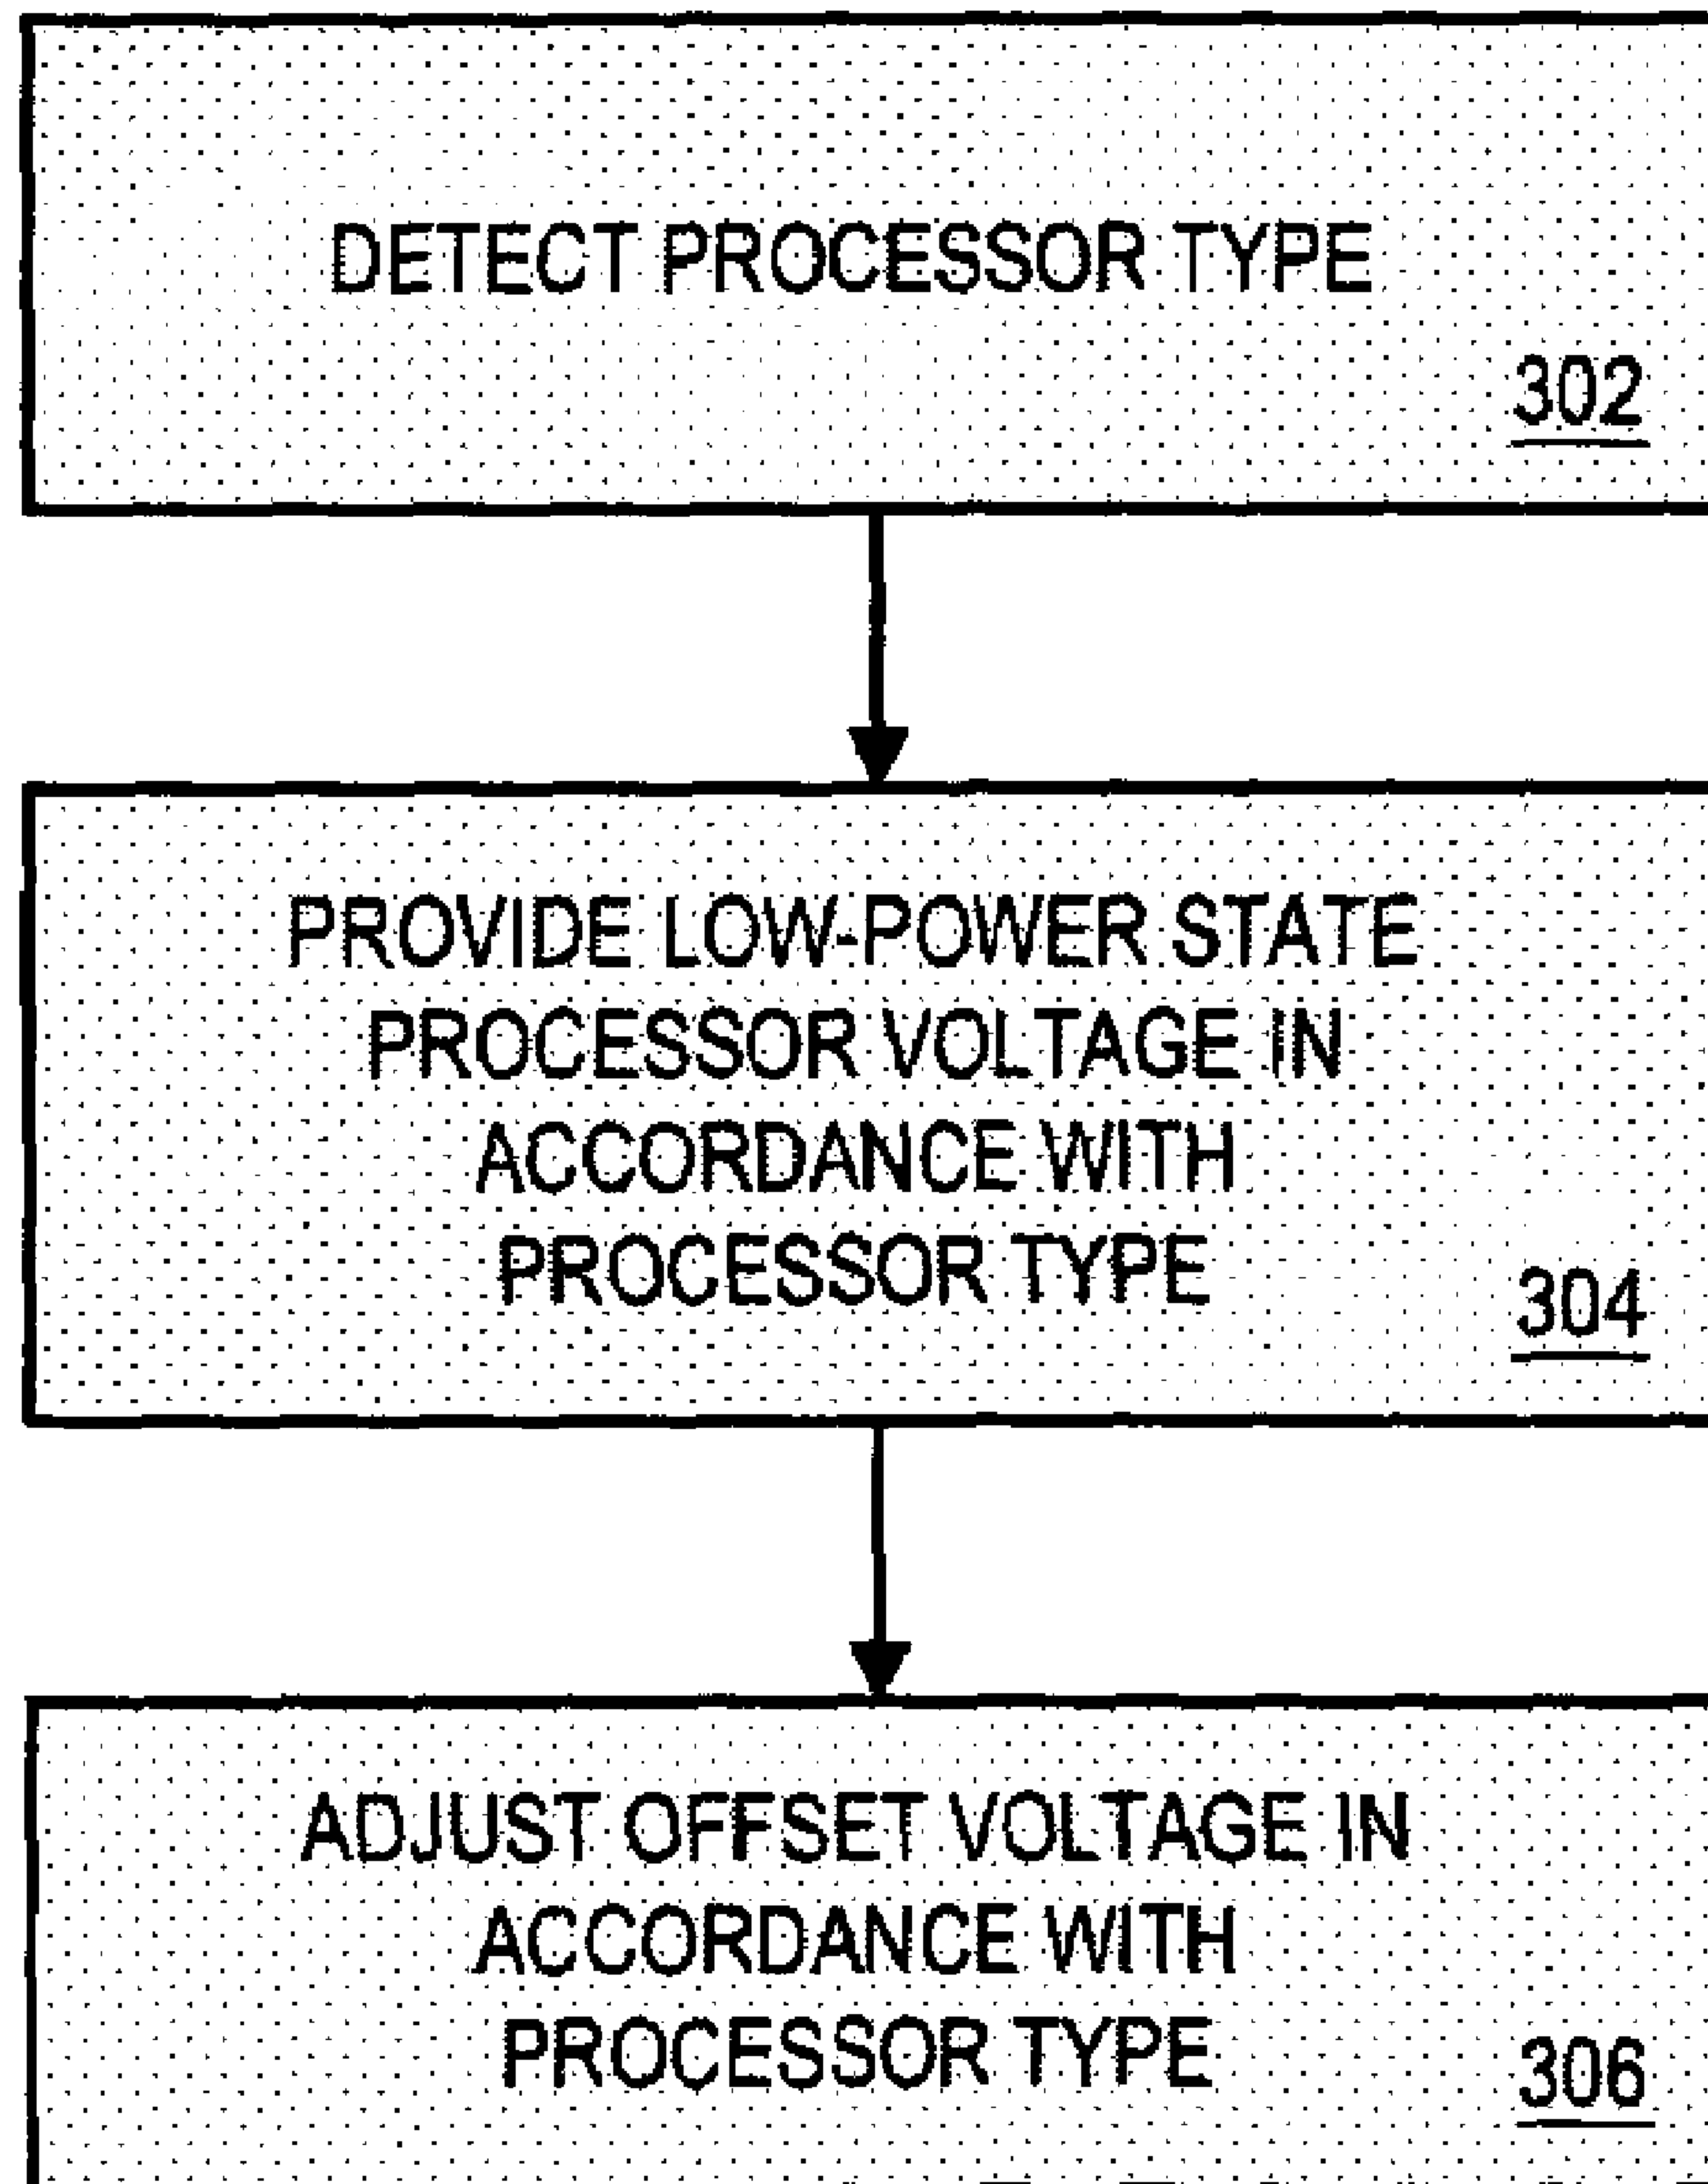 DETECT PROCESSOR TYPE
302
PROVIDE LOW-POWER STATE
PROCESSOR VOLTAGE IN
ACCORDANCE WITH
PROCESSOR TYPE
304
ADJUST OFFSET VOLTAGE IN
ACCORDANCE WITH
PROCESSOR TYPE
306